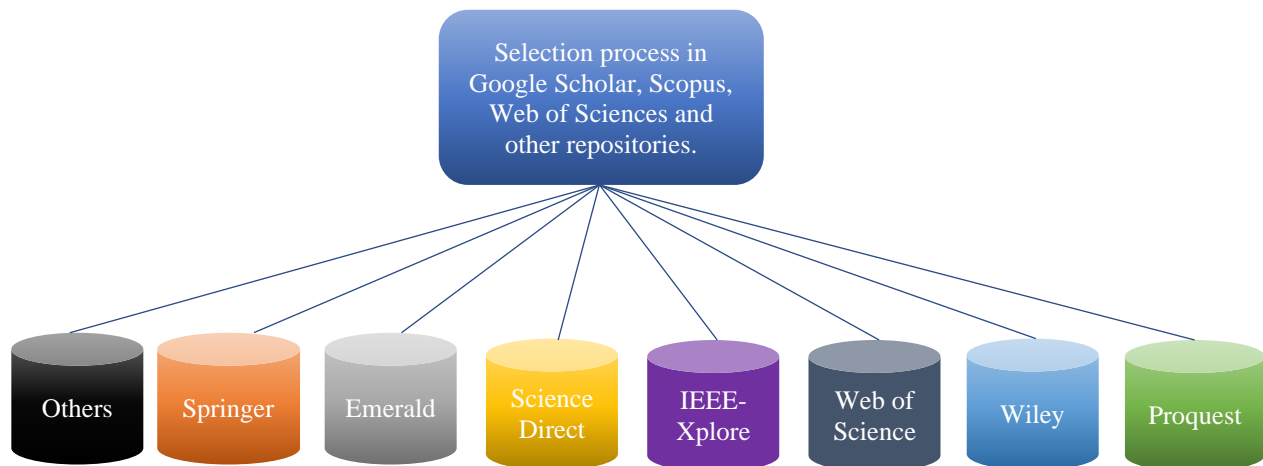 Selection process in
Google Scholar, Scopus,
Web of Sciences and
other repositories.
Others
Springer
Emerald
Science
Direct
IEEE-
Xplore
Web of
Science
Wiley
Proquest